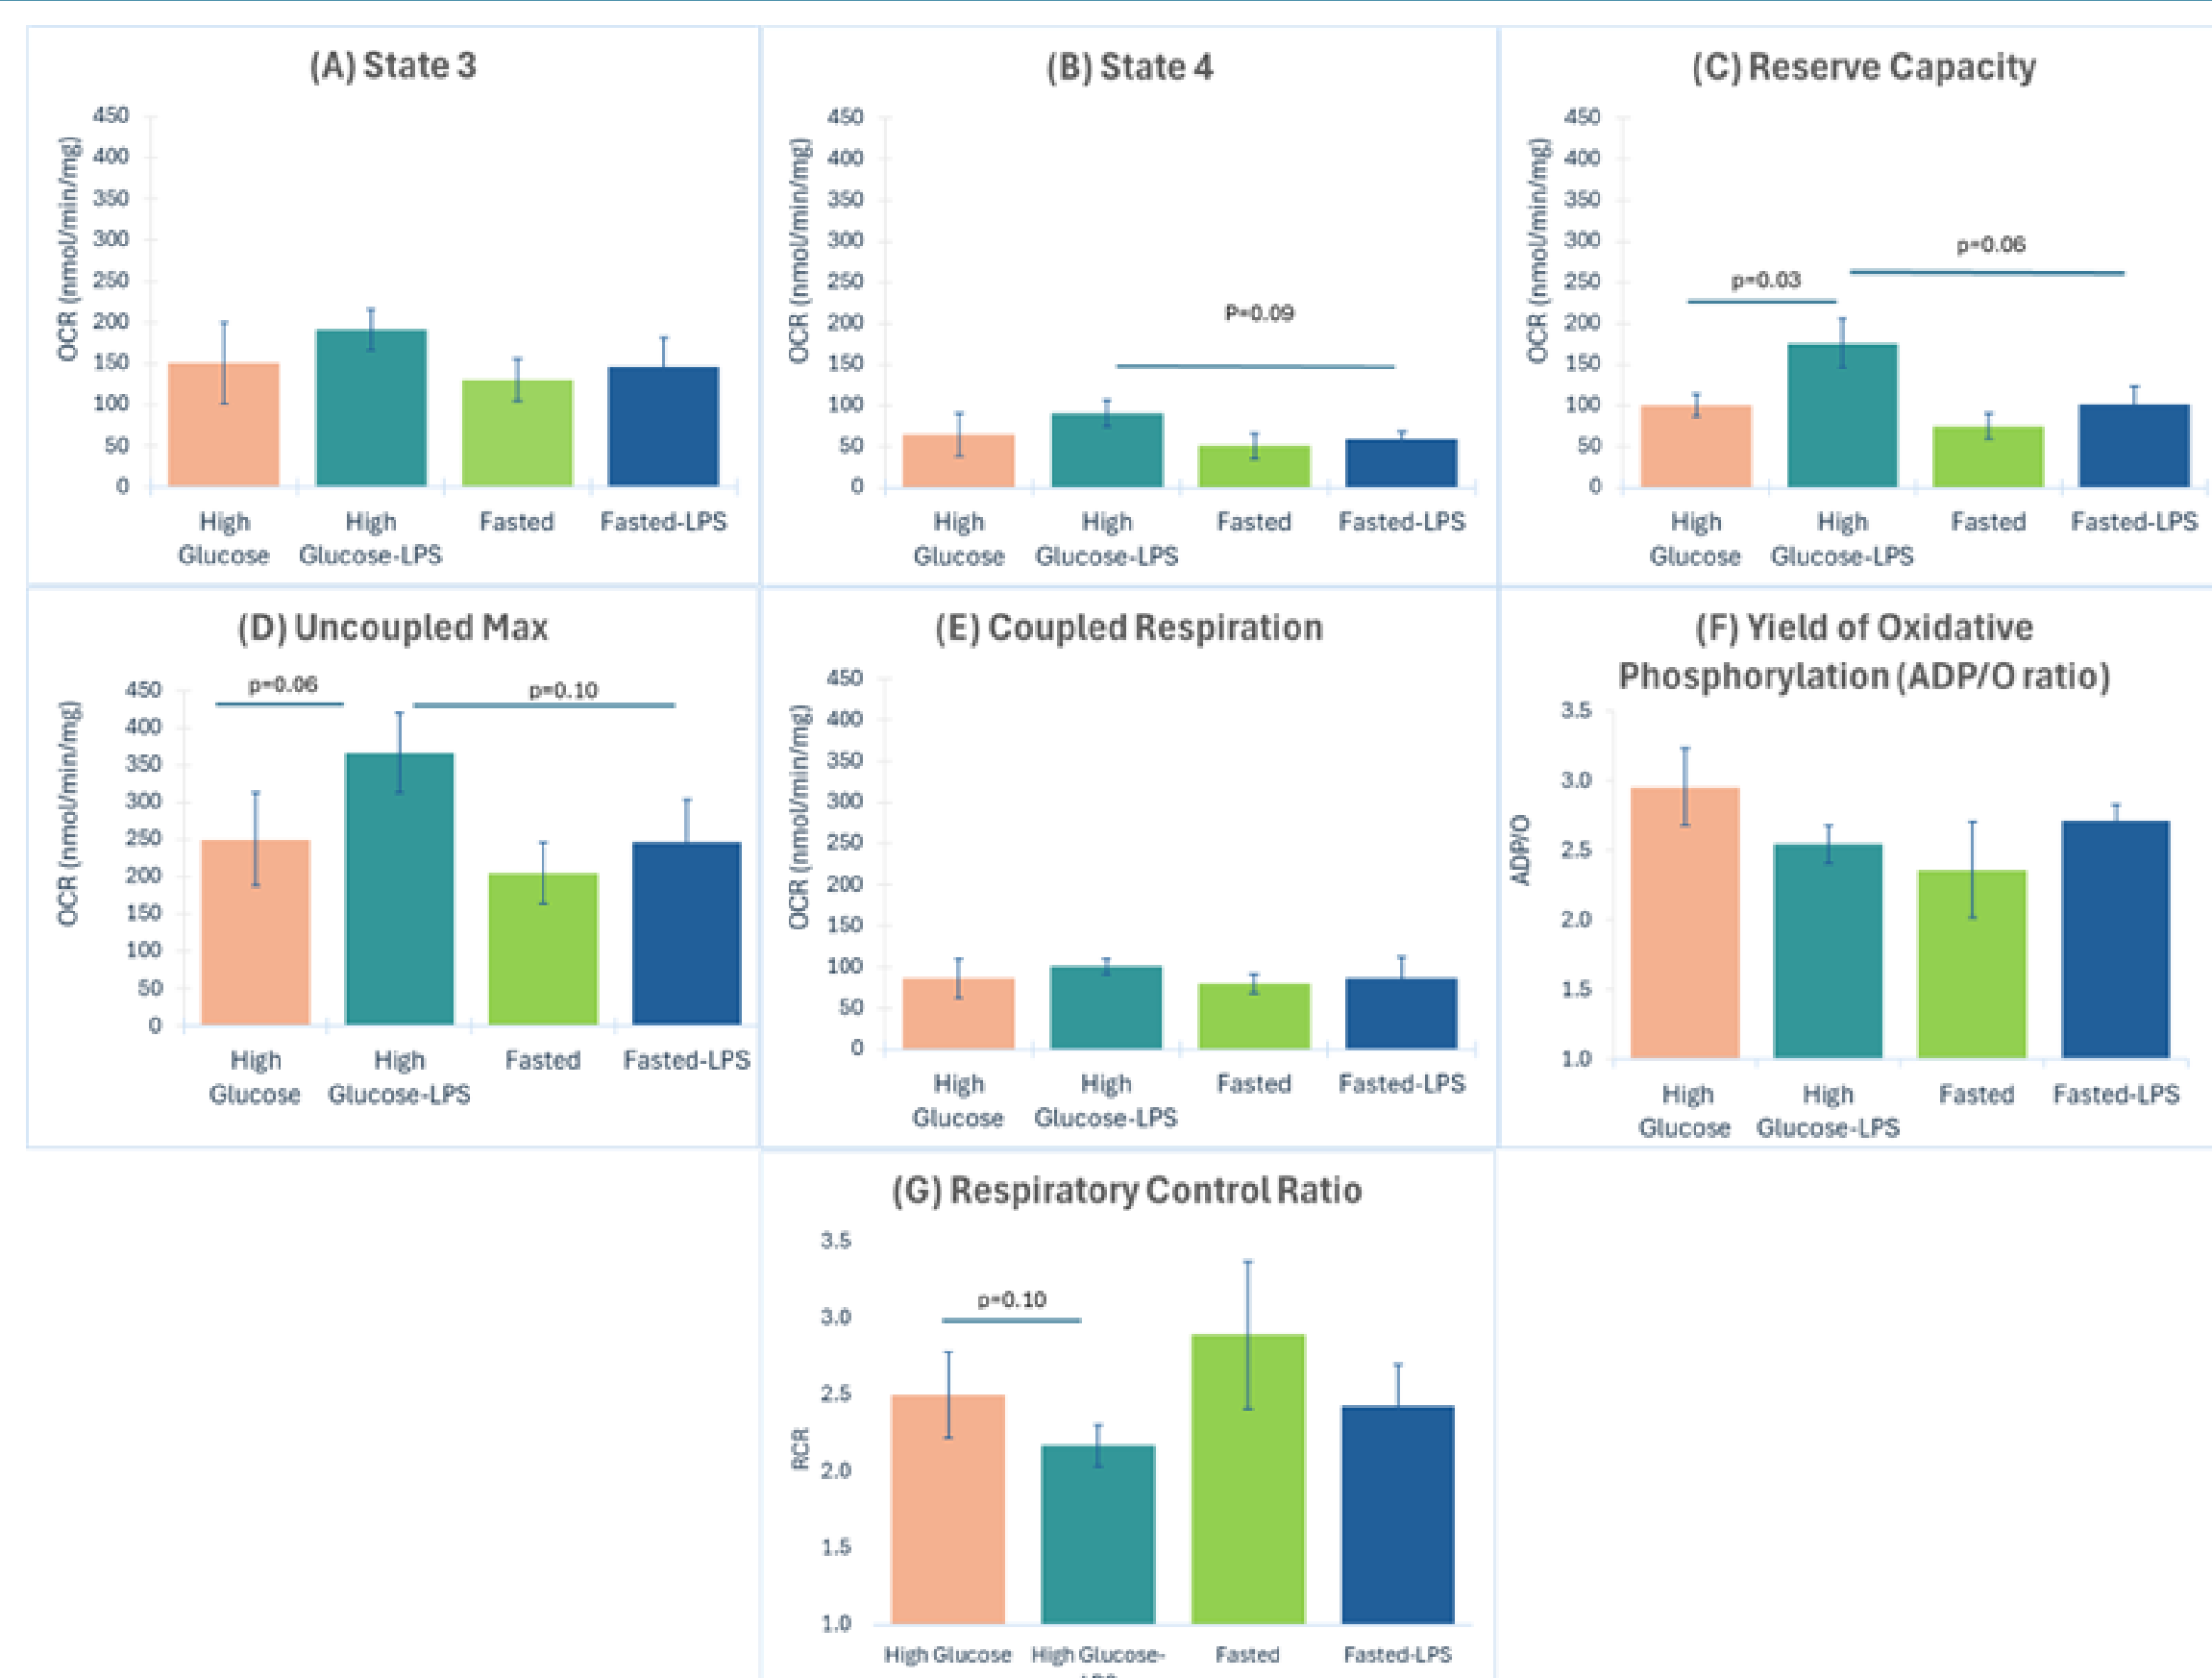 (A) State 3
OCR (nmol/min/mg)
450
400
350
300
250
200
150
100
50
0
High Glucose
High Glucose-LPS
Fasted
Fasted-LPS
(B) State 4
OCR (nmol/min/mg)
450
400
350
300
250
200
150
100
50
0
P=0.09
High Glucose
High Glucose-LPS
Fasted
Fasted-LPS
(C) Reserve Capacity
OCR (nmol/min/mg)
450
400
350
300
250
200
150
100
50
0
p=0.03
p=0.06
High Glucose
High Glucose-LPS
Fasted
Fasted-LPS
(D) Uncoupled Max
OCR (nmol/min/mg)
450
400
350
300
250
200
150
100
50
0
p=0.06
p=0.10
High Glucose
High Glucose-LPS
Fasted
Fasted-LPS
(E) Coupled Respiration
OCR (nmol/min/mg)
450
400
350
300
250
200
150
100
50
0
High Glucose
High Glucose-LPS
Fasted
Fasted-LPS
(F) Yield of Oxidative
Phosphorylation (ADP/O ratio)
ADP/O
3.5
3.0
2.5
2.0
1.5
1.0
High Glucose
High Glucose-LPS
Fasted
Fasted-LPS
(G) Respiratory Control Ratio
RCR
3.5
3.0
2.5
2.0
1.5
1.0
p=0.10
High Glucose
High Glucose-
Fasted
Fasted-LPS